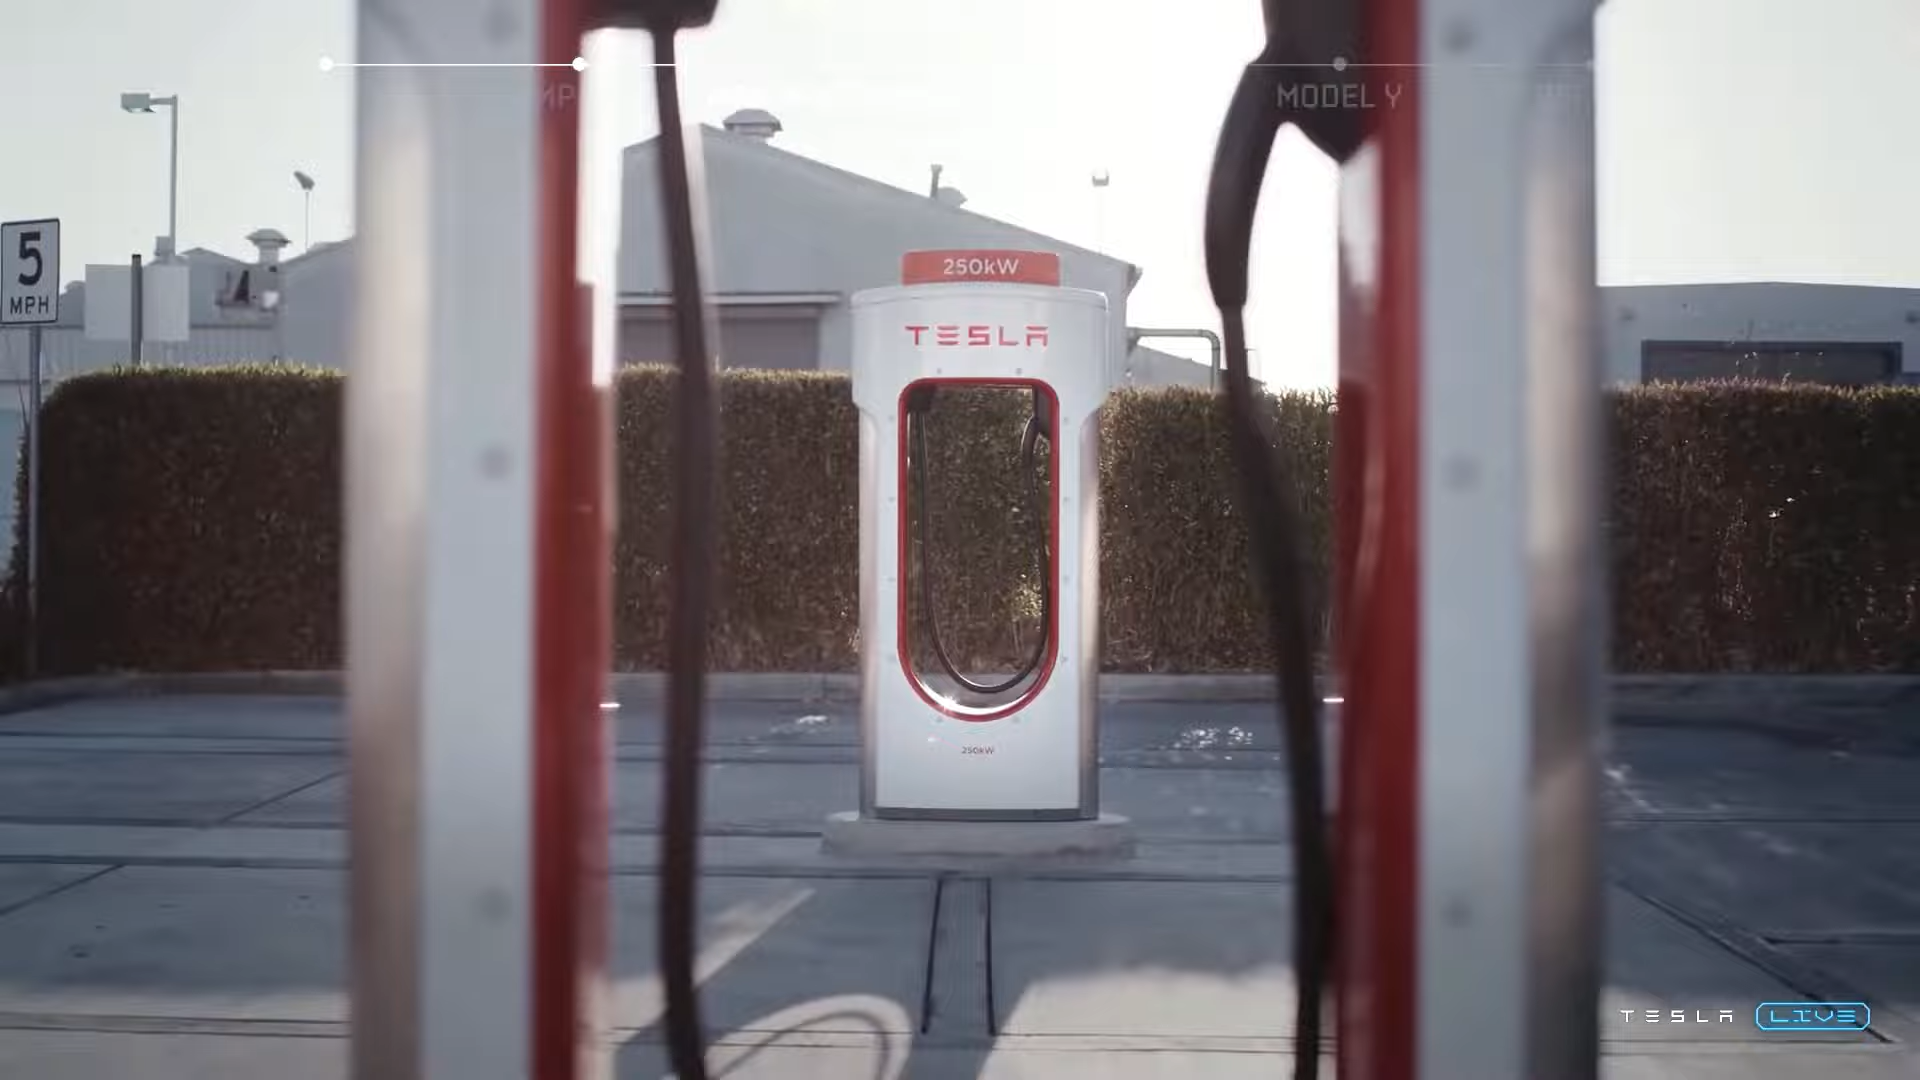 MODEL Y
5
MPH
250kW
TESLA
250kW
TESLA LIVE